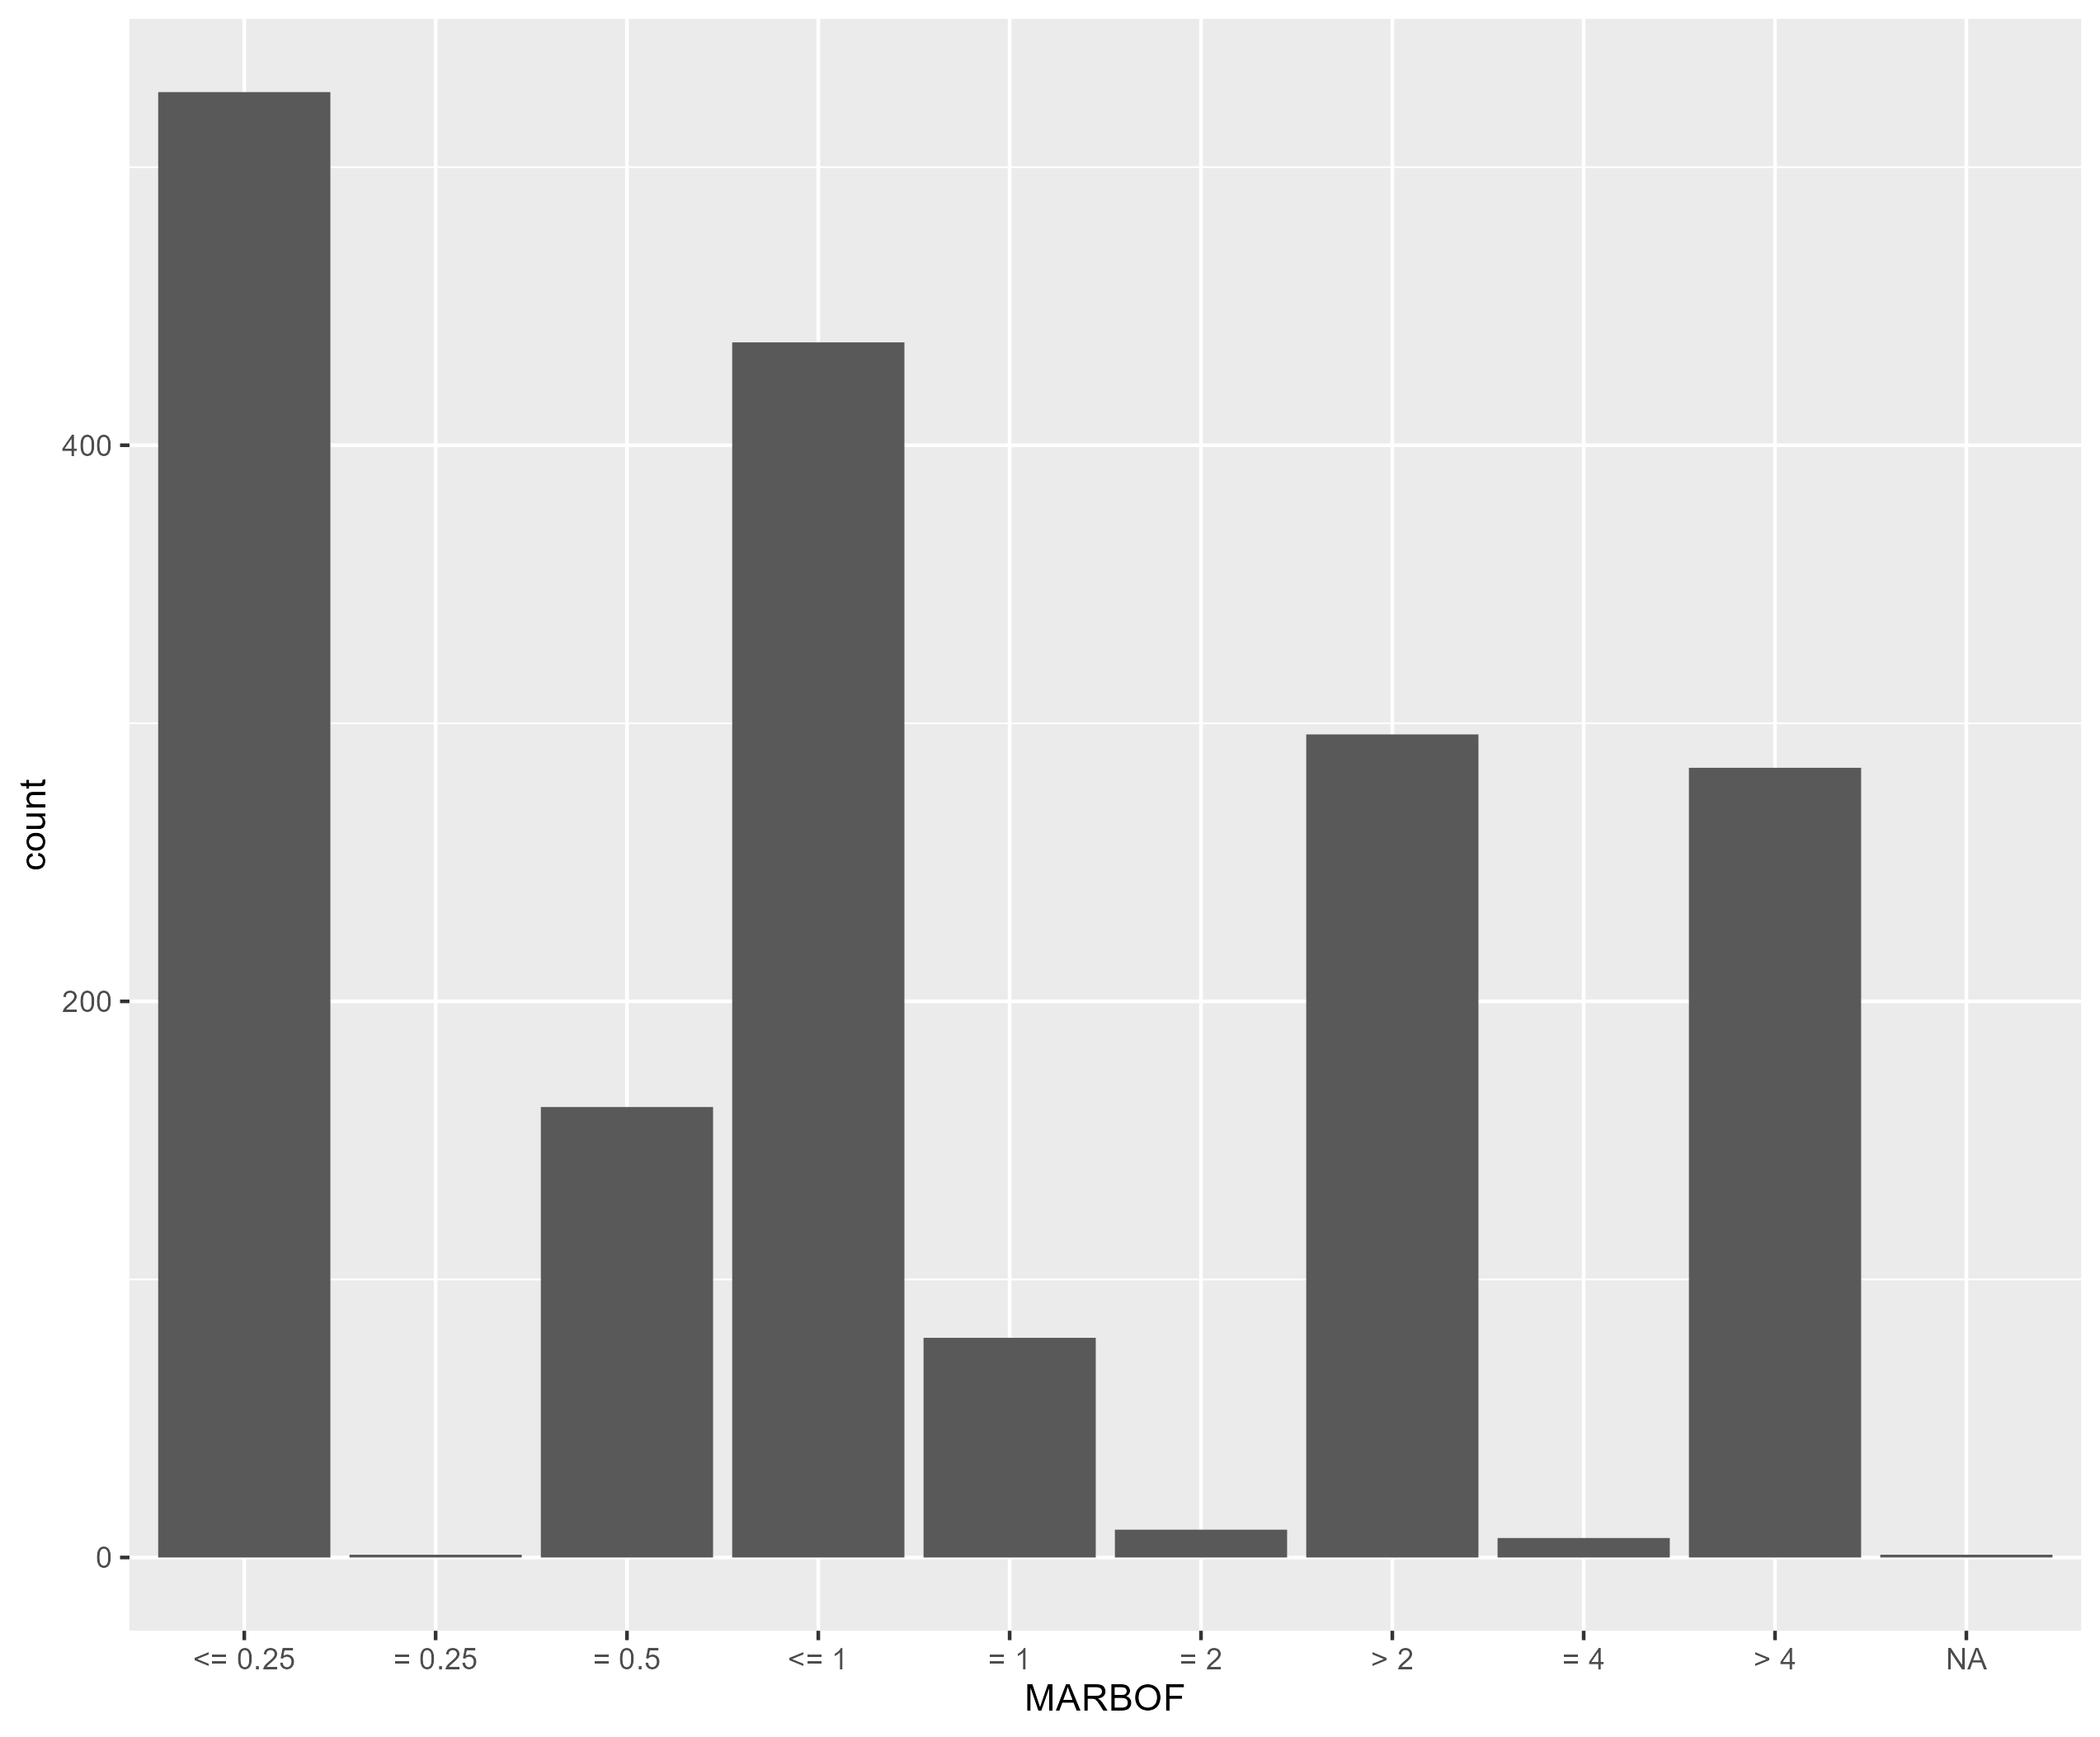 count
400
200
0
<= 0.25 = 0.25 = 0.5 <= 1 = 1 = 2 > 2 = 4 > 4 NA
MARBOF